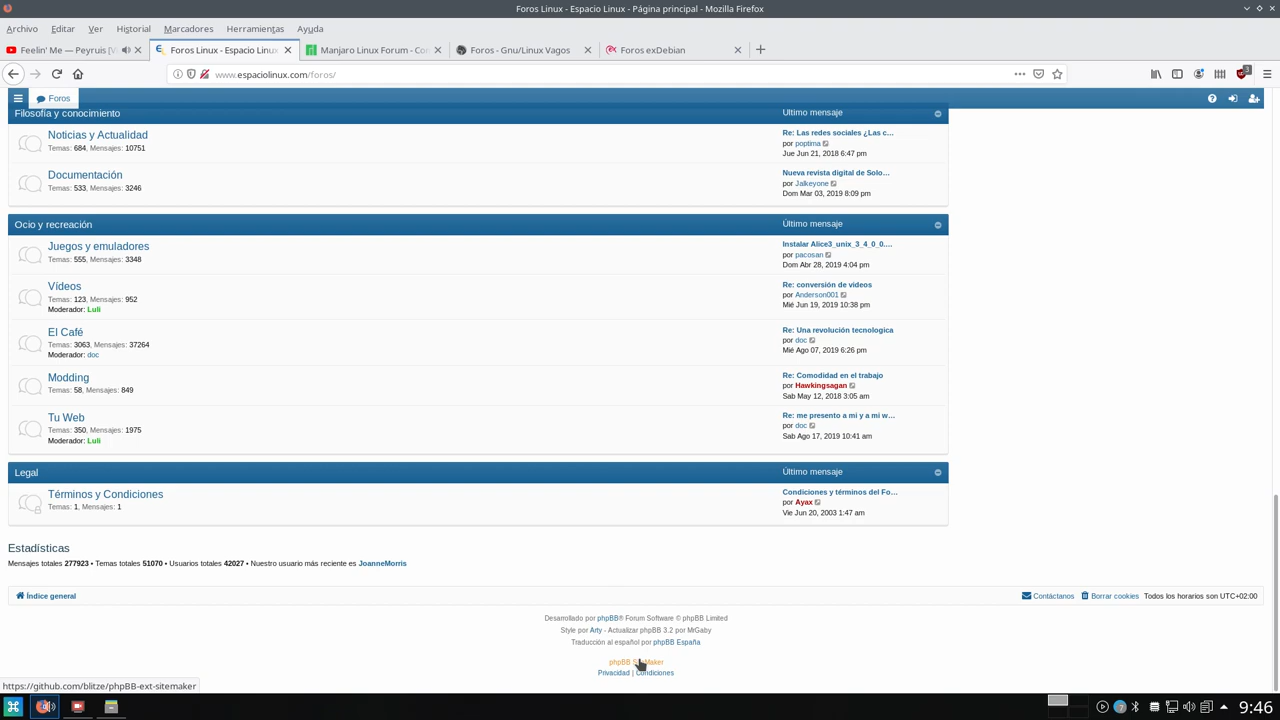 Foros Linux - Espacio Linux - Página principal - Mozilla Firefox
Archivo Editar Ver Historial Marcadores Herramientas Ayuda
Feelin' Me — Peyruis [V
Foros Linux - Espacio Linux
Manjaro Linux Forum - Co
Foros - Gnu/Linux Vagos
Foros exDebian
www.espaciolinux.com/foros/
3
Foros
Filosofía y conocimiento Último mensaje
Noticias y Actualidad
Temas: 684, Mensajes: 10751
Re: Las redes sociales ¿Las c…
por poptima
Jue Jun 21, 2018 6:47 pm
Documentación
Temas: 533, Mensajes: 3246
Nueva revista digital de Solo…
por Jalkeyone
Dom Mar 03, 2019 8:09 pm
Ocio y recreación Último mensaje
Juegos y emuladores
Temas: 555, Mensajes: 3348
Instalar Alice3_unix_3_4_0_0.…
por pacosan
Dom Abr 28, 2019 4:04 pm
Vídeos
Temas: 123, Mensajes: 952
Moderador: Luli
Re: conversión de videos
por Anderson001
Mié Jun 19, 2019 10:38 pm
El Café
Temas: 3063, Mensajes: 37264
Moderador: doc
Re: Una revolución tecnologica
por doc
Mié Ago 07, 2019 6:26 pm
Modding
Temas: 58, Mensajes: 849
Re: Comodidad en el trabajo
por Hawkingsagan
Sab May 12, 2018 3:05 am
Tu Web
Temas: 350, Mensajes: 1975
Moderador: Luli
Re: me presento a mi y a mi w…
por doc
Sab Ago 17, 2019 10:41 am
Legal Último mensaje
Términos y Condiciones
Temas: 1, Mensajes: 1
Condiciones y términos del Fo…
por Ayax
Vie Jun 20, 2003 1:47 am
Estadísticas
Mensajes totales 277923 • Temas totales 51070 • Usuarios totales 42027 • Nuestro usuario más reciente es JoanneMorris
Índice general Contáctanos Borrar cookies Todos los horarios son UTC+02:00
Desarrollado por phpBB® Forum Software © phpBB Limited
Style por Arty - Actualizar phpBB 3.2 por MrGaby
Traducción al español por phpBB España
phpBB SiteMaker
Privacidad | Condiciones
https://github.com/blitze/phpBB-ext-sitemaker
9:46